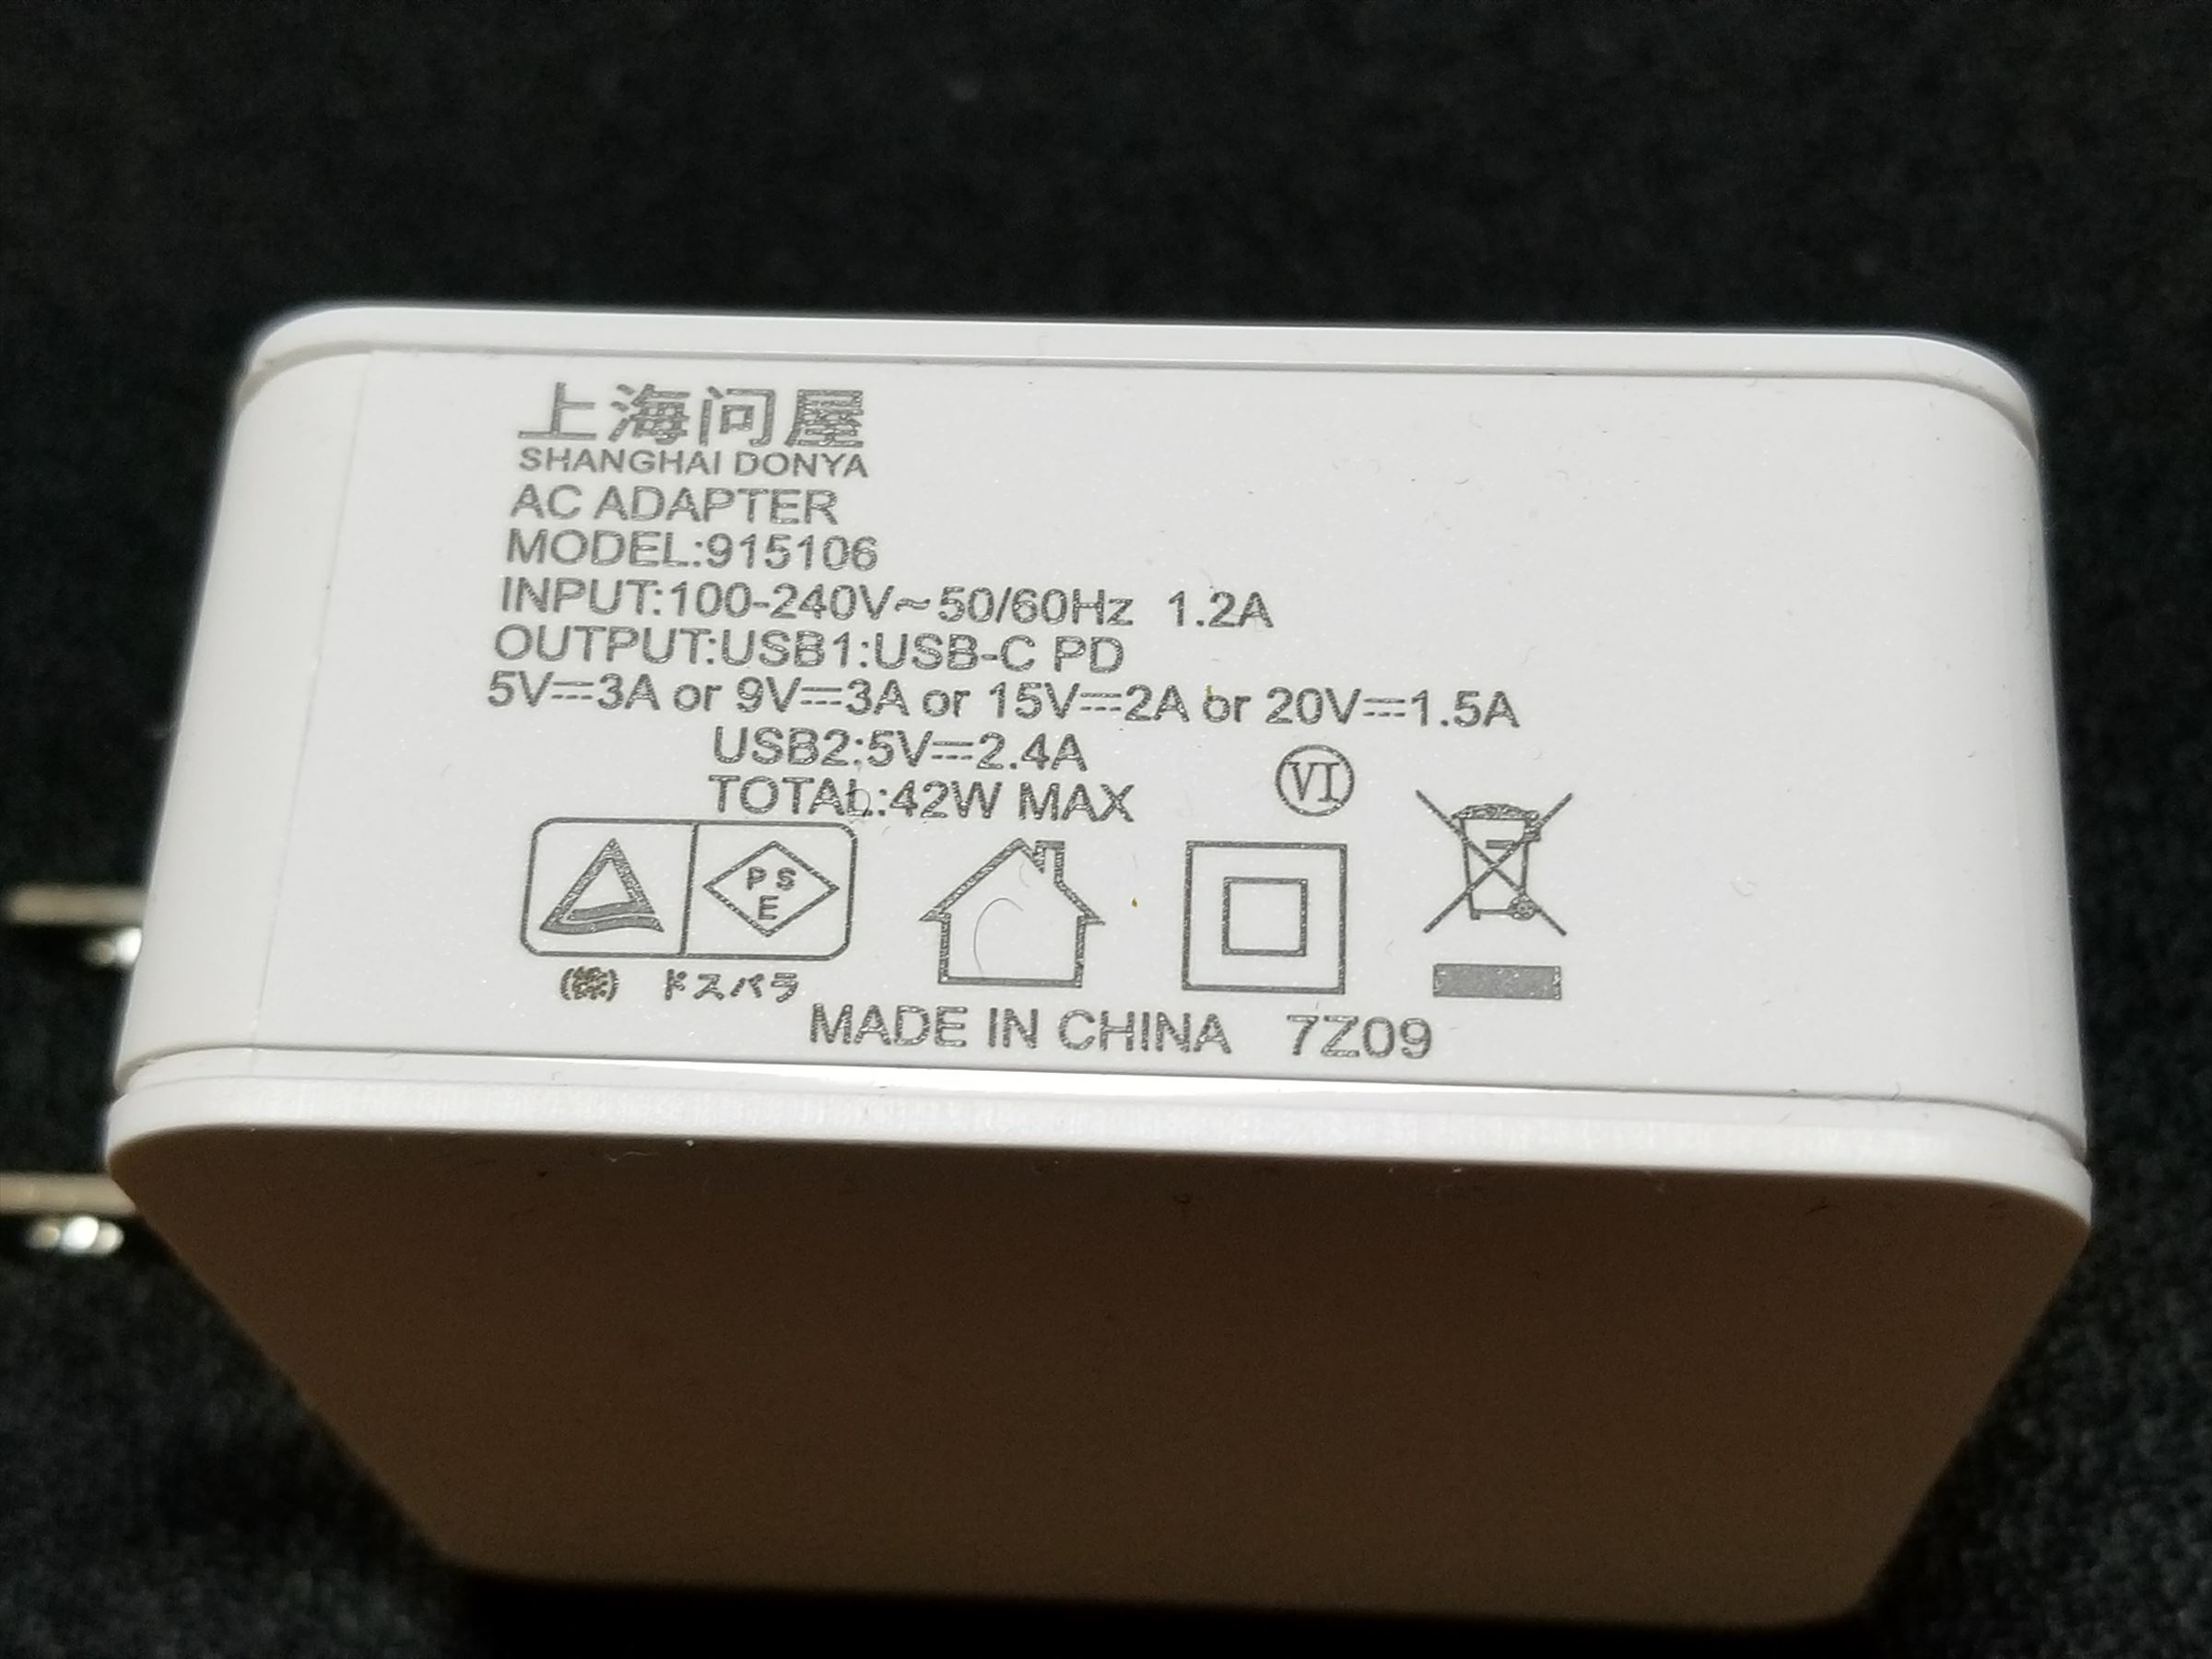 上海问屋
SHANGHAI DONYA
AC ADAPTER
MODEL:915106
INPUT:100-240V～50/60Hz 1.2A
OUTPUT:USB1:USB-C PD
5V⎓3A or 9V⎓3A or 15V⎓2A or 20V⎓1.5A
USB2:5V⎓2.4A
TOTAL:42W MAX
VI
PS
E
(株) ドスパラ
MADE IN CHINA 7Z09